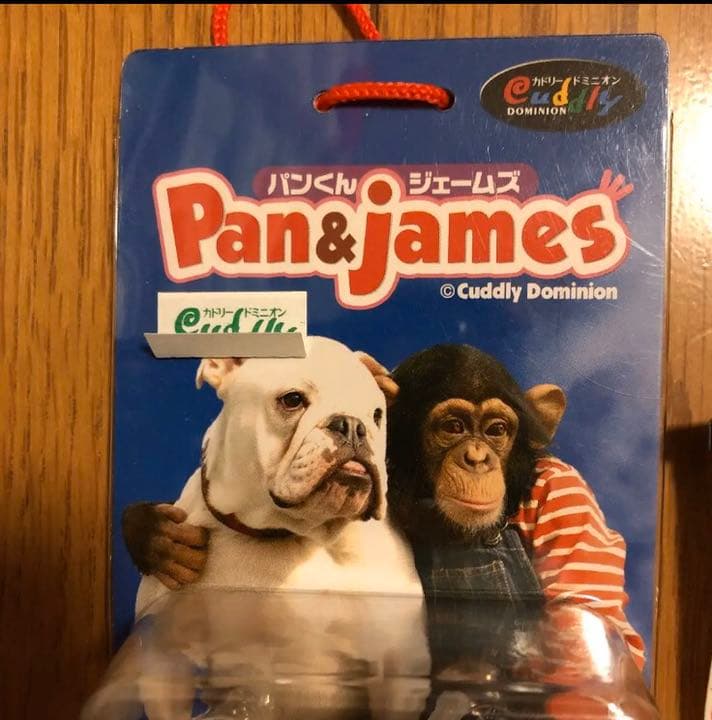 カドリー ドミニオン
Cuddly
DOMINION
パンくん ジェームズ
Pan&james
© Cuddly Dominion
カドリー ドミニオン